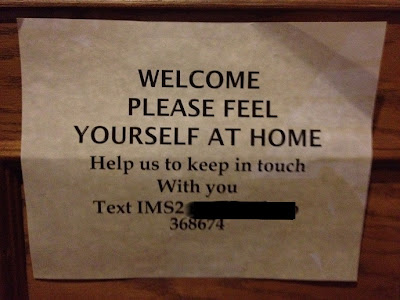 WELCOME
PLEASE FEEL
YOURSELF AT HOME
Help us to keep in touch
With you
Text IMS2
368674